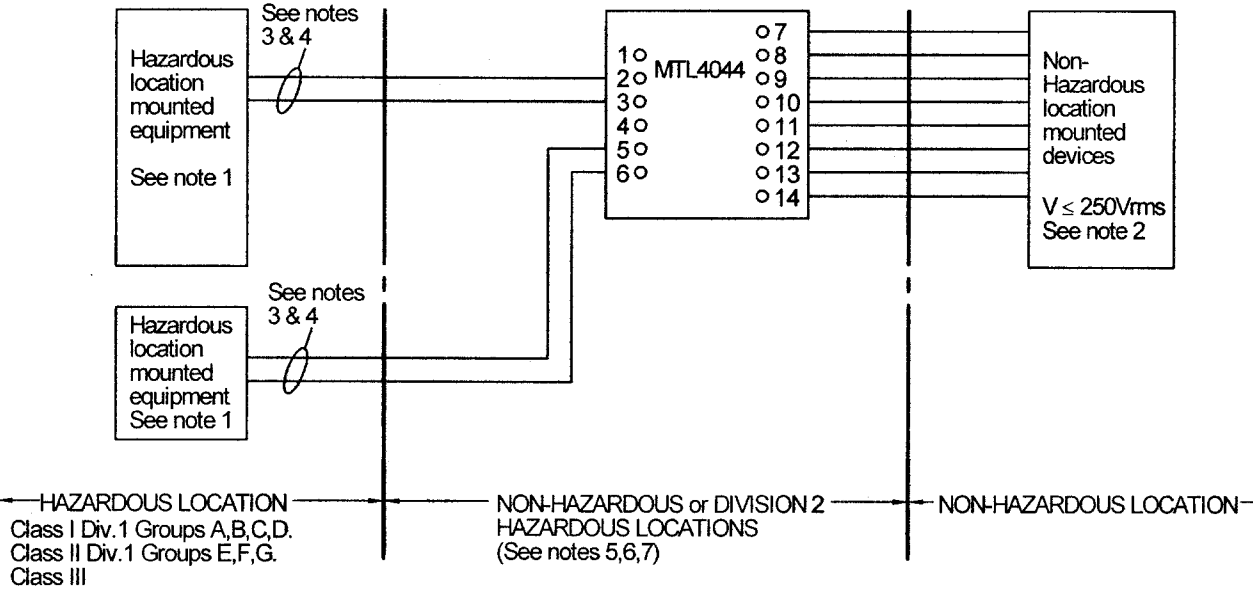 See notes
3 & 4
Hazardous
location
mounted
equipment
See note 1
1
2
3
4
5
6
MTL4044
7
8
9
10
11
12
13
14
Non-
Hazardous
location
mounted
devices
V ≤ 250Vrms
See note 2
See notes
3 & 4
Hazardous
location
mounted
equipment
See note 1
HAZARDOUS LOCATION
Class I Div.1 Groups A,B,C,D.
Class II Div.1 Groups E,F,G.
Class III
NON-HAZARDOUS or DIVISION 2
HAZARDOUS LOCATIONS
(See notes 5,6,7)
NON-HAZARDOUS LOCATION